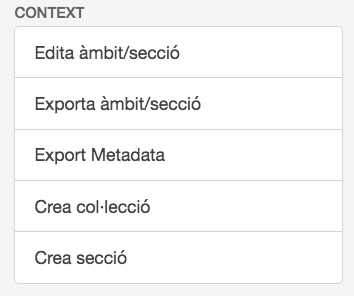 CONTEXT
Edita àmbit/secció
Exporta àmbit/secció
Export Metadata
Crea col·lecció
Crea secció